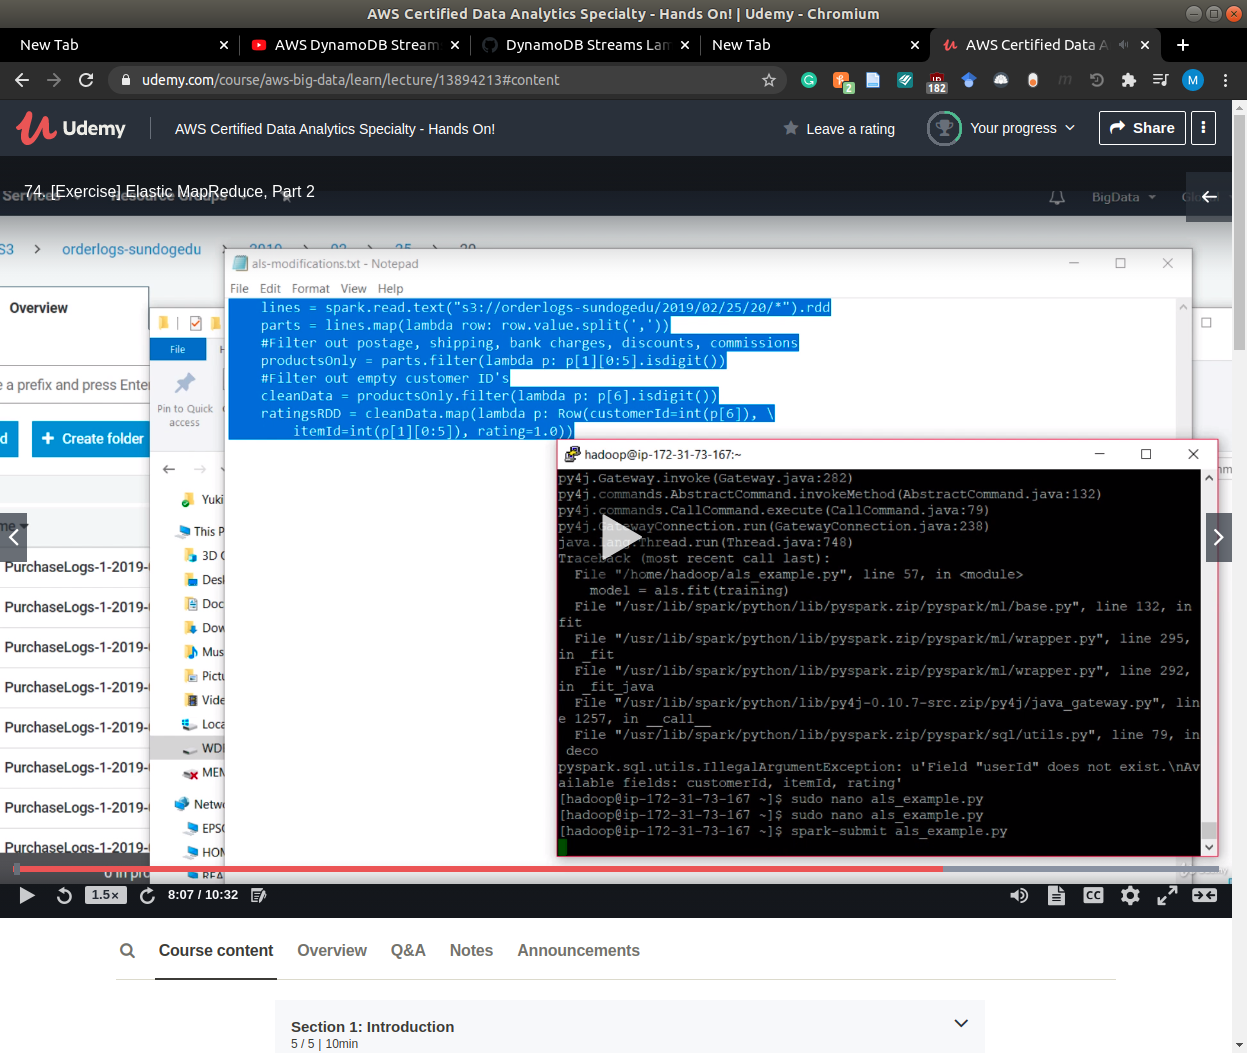 AWS Certified Data Analytics Specialty - Hands On! | Udemy - Chromium
New Tab
AWS DynamoDB Stream
DynamoDB Streams Lam
New Tab
AWS Certified Data A
udemy.com/course/aws-big-data/learn/lecture/13894213#content
2
182
M
Udemy
AWS Certified Data Analytics Specialty - Hands On!
Leave a rating
Your progress
Share
74. [Exercise] Elastic MapReduce, Part 2
Services
Resource Groups
BigData
S3 > orderlogs-sundogedu > 2019 > 02 > 25 > 20
als-modifications.txt - Notepad
File Edit Format View Help
lines = spark.read.text("s3://orderlogs-sundogedu/2019/02/25/20/*").rdd
parts = lines.map(lambda row: row.value.split(','))
#Filter out postage, shipping, bank charges, discounts, commissions
productsOnly = parts.filter(lambda p: p[1][0:5].isdigit())
#Filter out empty customer ID's
cleanData = productsOnly.filter(lambda p: p[6].isdigit())
ratingsRDD = cleanData.map(lambda p: Row(customerId=int(p[6]), \
itemId=int(p[1][0:5]), rating=1.0))
Overview
File
e a prefix and press Enter
Pin to Quick
access
d
+ Create folder
Yuki
This P
3D
Desk
Doc
Dow
Mus
Pictu
Vide
Loca
WD
MEM
Netwo
EPS
HO
REA
PurchaseLogs-1-2019-
PurchaseLogs-1-2019-
PurchaseLogs-1-2019-
PurchaseLogs-1-2019-
PurchaseLogs-1-2019-
PurchaseLogs-1-2019-
PurchaseLogs-1-2019-
PurchaseLogs-1-2019-
0 In pro
hadoop@ip-172-31-73-167:~
py4j.Gateway.invoke(Gateway.java:282)
py4j.commands.AbstractCommand.invokeMethod(AbstractCommand.java:132)
py4j.commands.CallCommand.execute(CallCommand.java:79)
py4j.GatewayConnection.run(GatewayConnection.java:238)
java.lang.Thread.run(Thread.java:748)
Traceback (most recent call last):
File "/home/hadoop/als_example.py", line 57, in <module>
model = als.fit(training)
File "/usr/lib/spark/python/lib/pyspark.zip/pyspark/ml/base.py", line 132, in
fit
File "/usr/lib/spark/python/lib/pyspark.zip/pyspark/ml/wrapper.py", line 295,
in _fit
File "/usr/lib/spark/python/lib/pyspark.zip/pyspark/ml/wrapper.py", line 292,
in _fit_java
File "/usr/lib/spark/python/lib/py4j-0.10.7-src.zip/py4j/java_gateway.py", lin
e 1257, in __call__
File "/usr/lib/spark/python/lib/pyspark.zip/pyspark/sql/utils.py", line 79, in
deco
pyspark.sql.utils.IllegalArgumentException: u'Field "userId" does not exist.\nAv
ailable fields: customerId, itemId, rating'
[hadoop@ip-172-31-73-167 ~]$ sudo nano als_example.py
[hadoop@ip-172-31-73-167 ~]$ sudo nano als_example.py
[hadoop@ip-172-31-73-167 ~]$ spark-submit als_example.py
1.5×
8:07 / 10:32
CC
Course content
Overview
Q&A
Notes
Announcements
Section 1: Introduction
5 / 5 | 10min